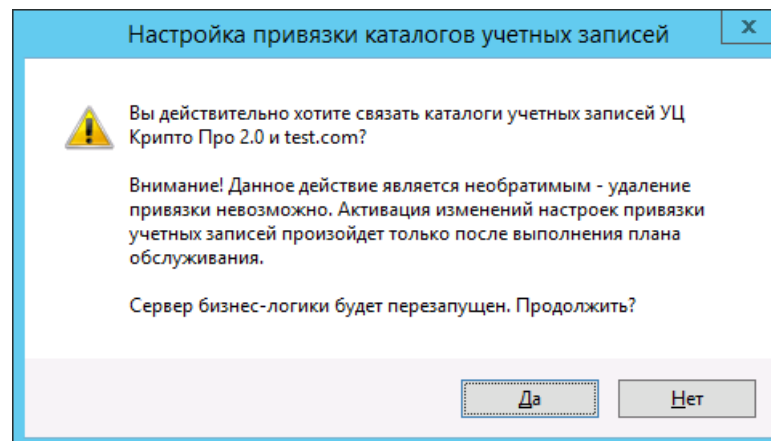 Настройка привязки каталогов учетных записей
x
Вы действительно хотите связать каталоги учетных записей УЦ
Крипто Про 2.0 и test.com?
Внимание! Данное действие является необратимым - удаление
привязки невозможно. Активация изменений настроек привязки
учетных записей произойдет только после выполнения плана
обслуживания.
Сервер бизнес-логики будет перезапущен. Продолжить?
Да
Нет